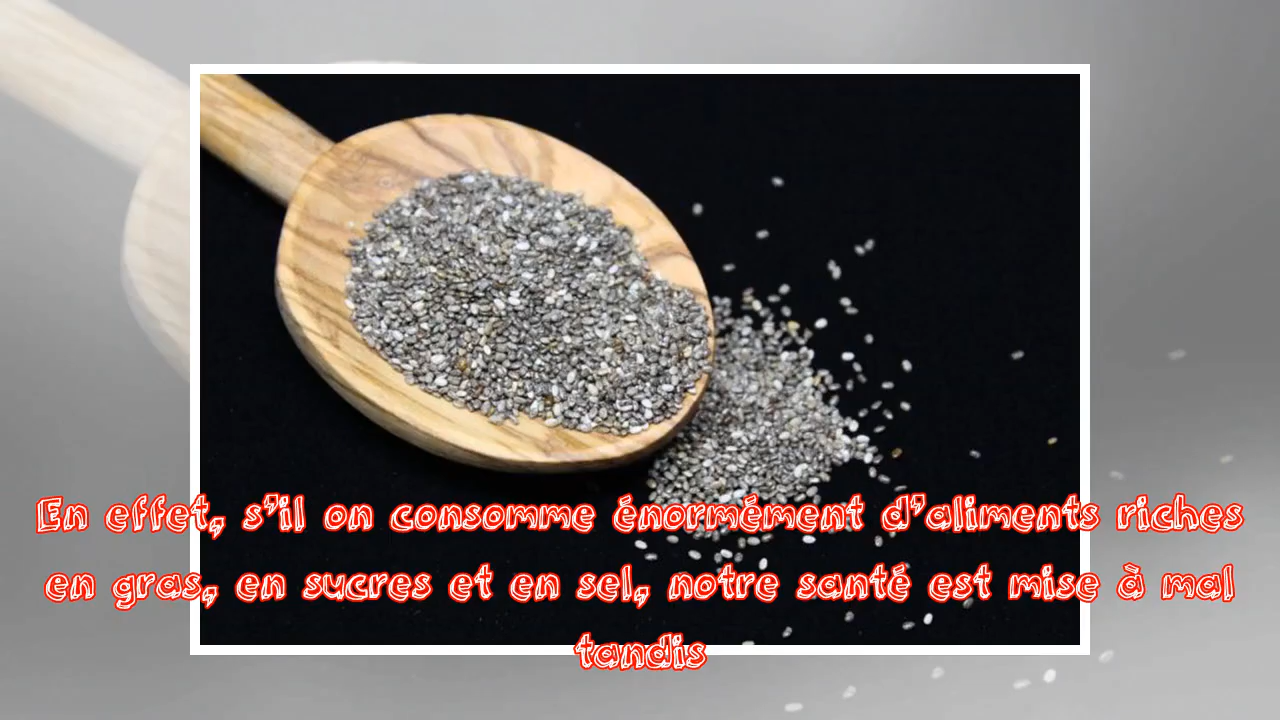 En effet, s'il on consomme énormément d'aliments riches
en gras, en sucres et en sel, notre santé est mise à mal
tandis